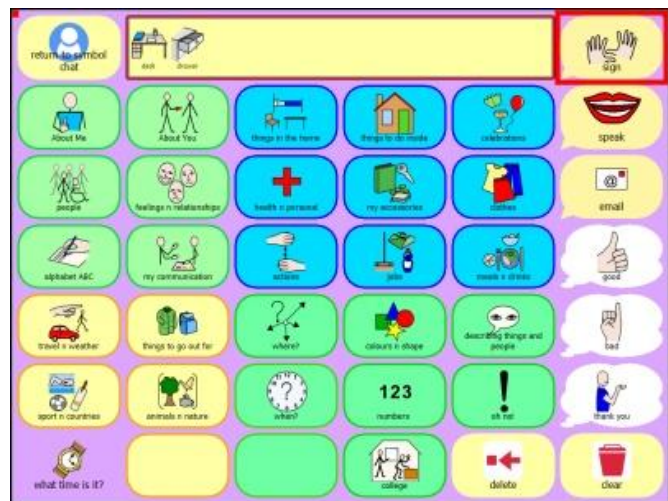 return to symbol
chat
desk drawer
sign
About Me
About You
things in the home
things to do inside
celebrations
speak
people
feelings n relationships
health n personal
my accessories
clothes
@
email
alphabet ABC
my communication
actions
jobs
meals n drinks
good
travel n weather
things to go out for
where?
colours n shape
describing things and
people
bad
sport n countries
animals n nature
?
when?
123
numbers
!
oh no!
thank you
what time is it?
college
delete
clear